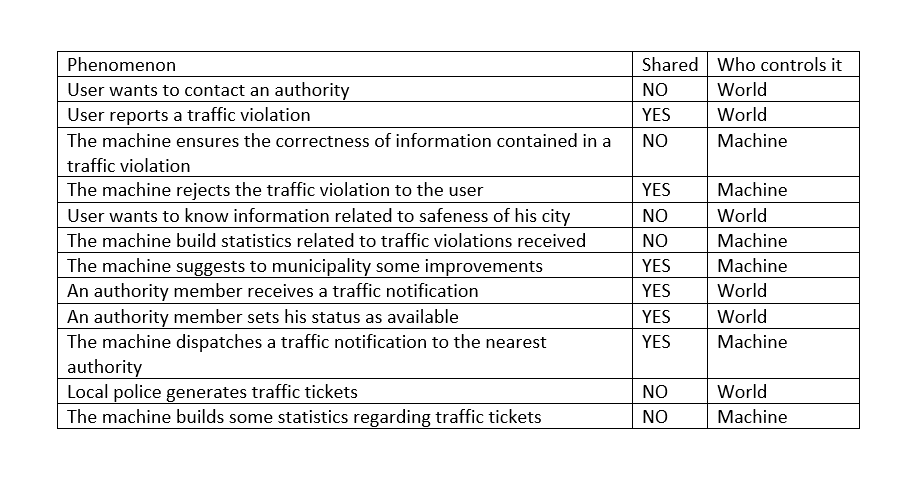 Phenomenon Shared Who controls it
User wants to contact an authority NO World
User reports a traffic violation YES World
The machine ensures the correctness of information contained in a NO Machine
traffic violation
The machine rejects the traffic violation to the user YES Machine
User wants to know information related to safeness of his city NO World
The machine build statistics related to traffic violations received NO Machine
The machine suggests to municipality some improvements YES Machine
An authority member receives a traffic notification YES World
An authority member sets his status as available YES World
The machine dispatches a traffic notification to the nearest YES Machine
authority
Local police generates traffic tickets NO World
The machine builds some statistics regarding traffic tickets NO Machine